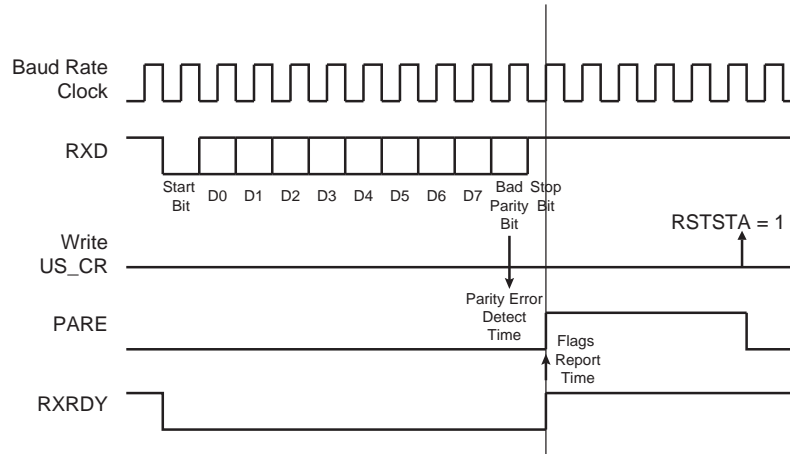 Baud Rate
Clock
RXD
Start
Bit
D0 D1 D2 D3 D4 D5 D6 D7
Bad
Parity
Bit
Stop
Bit
Write
US_CR
RSTSTA = 1
Parity Error
Detect
Time
PARE
Flags
Report
Time
RXRDY